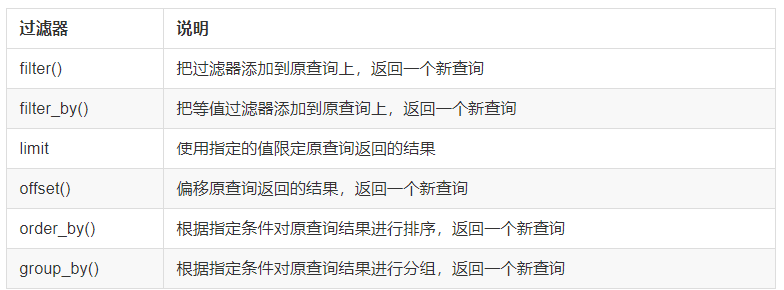 过滤器 说明
filter() 把过滤器添加到原查询上，返回一个新查询
filter_by() 把等值过滤器添加到原查询上，返回一个新查询
limit 使用指定的值限定原查询返回的结果
offset() 偏移原查询返回的结果，返回一个新查询
order_by() 根据指定条件对原查询结果进行排序，返回一个新查询
group_by() 根据指定条件对原查询结果进行分组，返回一个新查询